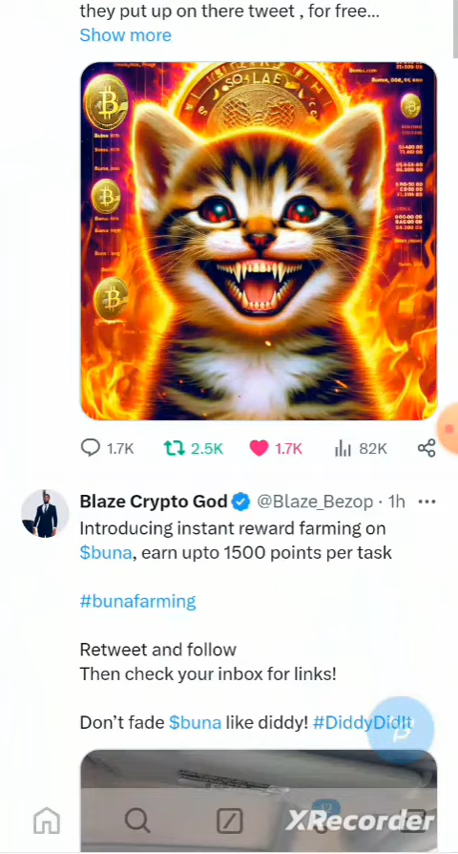 they put up on there tweet , for free...
Show more
1.7K
2.5K
1.7K
82K
Blaze Crypto God @Blaze_Bezop · 1h
Introducing instant reward farming on
$buna, earn upto 1500 points per task
#bunafarming
Retweet and follow
Then check your inbox for links!
Don't fade $buna like diddy! #DiddyDidIt
XRecorder